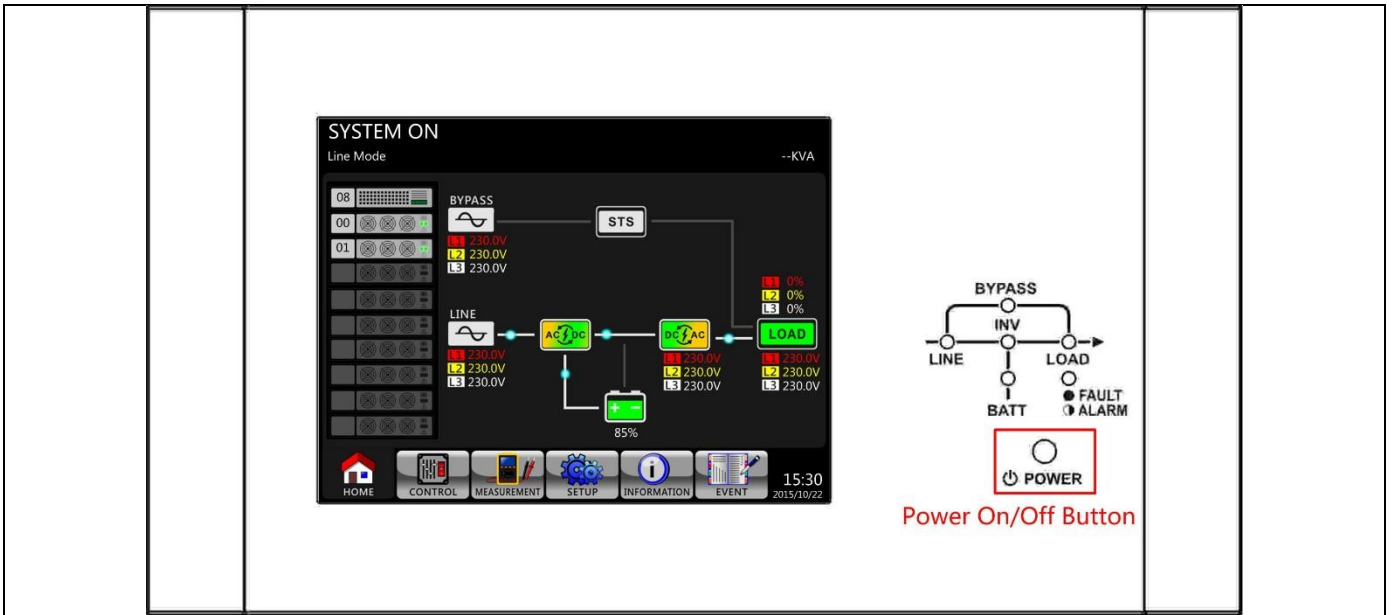 SYSTEM ON
Line Mode
--KVA
08
00
01
BYPASS
STS
L1 230.0V
L2 230.0V
L3 230.0V
L1 0%
L2 0%
L3 0%
LINE
AC DC
DC AC
LOAD
L1 230.0V
L2 230.0V
L3 230.0V
L1 230.0V
L2 230.0V
L3 230.0V
L1 230.0V
L2 230.0V
L3 230.0V
+ -
85%
HOME
CONTROL
MEASUREMENT
SETUP
i
INFORMATION
EVENT
15:30
2015/10/22
BYPASS
INV
LINE
LOAD
BATT
FAULT
ALARM
POWER
Power On/Off Button